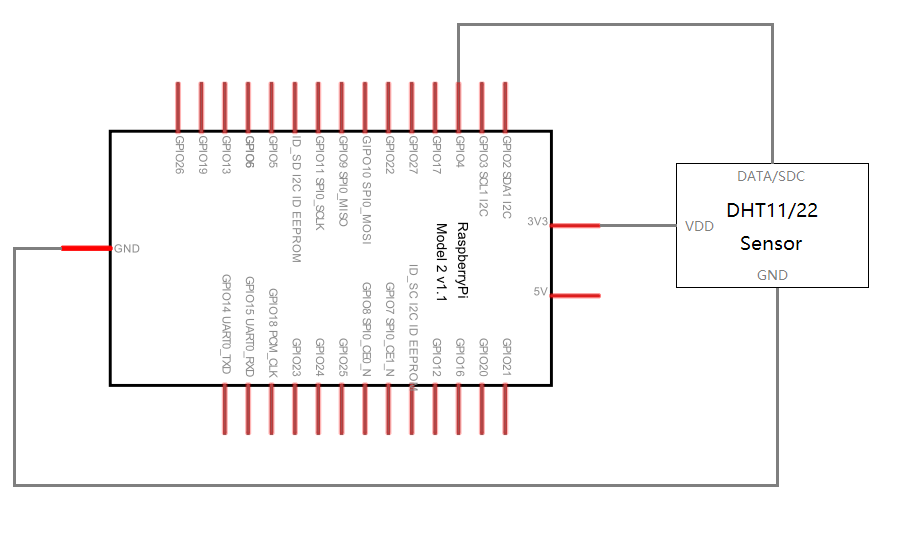 GPIO26
GPIO19
GPIO13
GPIO6
GPIO5
ID_SD I2C ID EEPROM
GPIO11 SPI0_SCLK
GPIO9 SPI0_MISO
GIPO10 SPI0_MOSI
GPIO22
GPIO27
GPIO17
GPIO4
GPIO3 SCL1 I2C
GPIO2 SDA1 I2C
3V3
5V
GND
RaspberryPi
Model 2 v1.1
GPIO14 UART0_TXD
GPIO15 UART0_RXD
GPIO18 PCM_CLK
GPIO23
GPIO24
GPIO25
GPIO8 SPI0_CE0_N
GPIO7 SPI0_CE1_N
ID_SC I2C ID EEPROM
GPIO12
GPIO16
GPIO20
GPIO21
DATA/SDC
DHT11/22
VDD
Sensor
GND